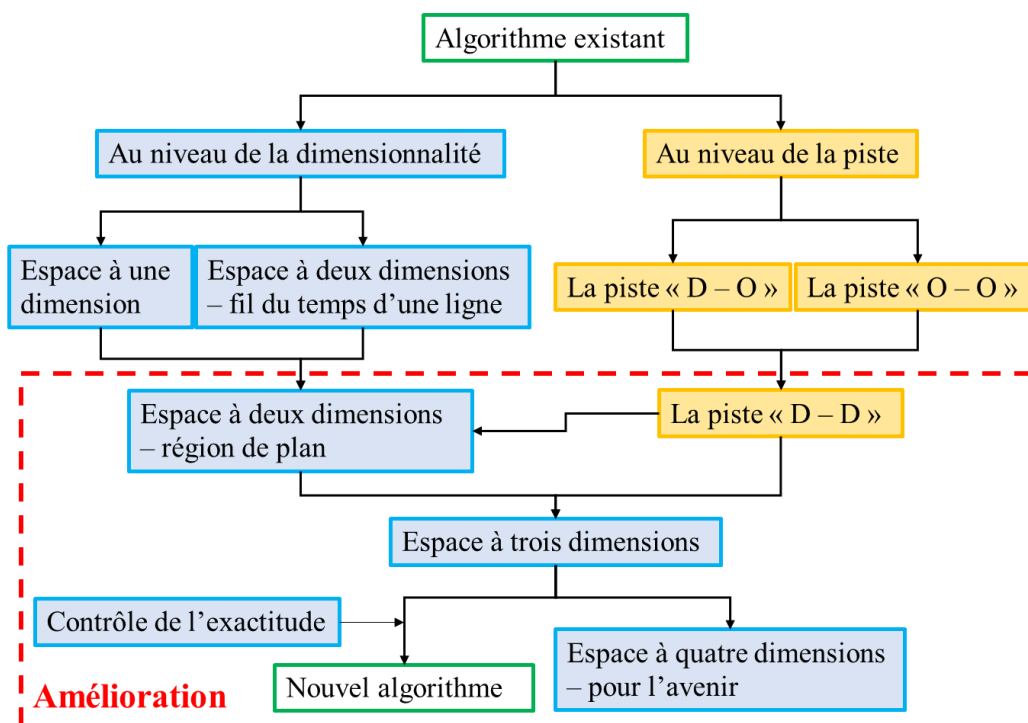 Algorithme existant
Au niveau de la dimensionnalité
Au niveau de la piste
Espace à une
dimension
Espace à deux dimensions
– fil du temps d’une ligne
La piste « D – O »
La piste « O – O »
Espace à deux dimensions
– région de plan
La piste « D – D »
Espace à trois dimensions
Contrôle de l’exactitude
Espace à quatre dimensions
– pour l’avenir
Nouvel algorithme
Amélioration